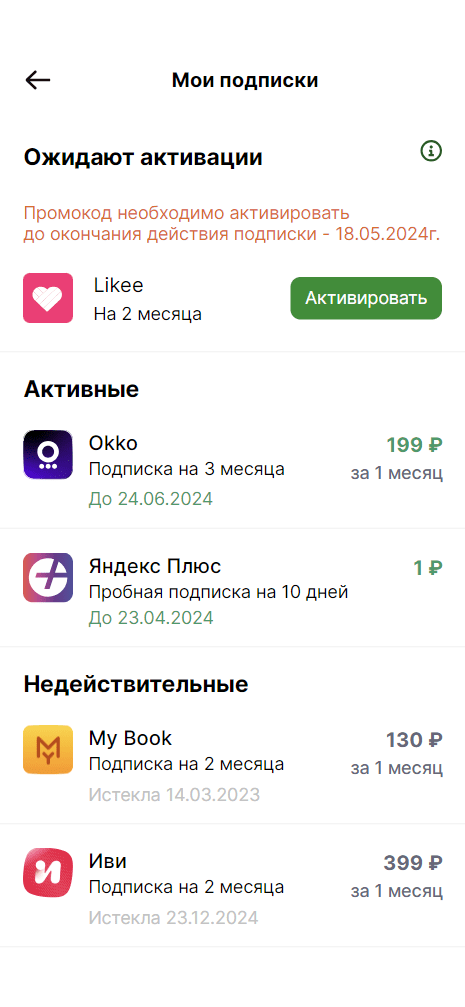 Мои подписки
Ожидают активации
Промокод необходимо активировать
до окончания действия подписки - 18.05.2024г.
Likee
На 2 месяца
Активировать
Активные
Okko
199 ₽
Подписка на 3 месяца
за 1 месяц
До 24.06.2024
Яндекс Плюс
1 ₽
Пробная подписка на 10 дней
До 23.04.2024
Недействительные
My Book
130 ₽
Подписка на 2 месяца
за 1 месяц
Истекла 14.03.2023
Иви
399 ₽
Подписка на 2 месяца
за 1 месяц
Истекла 23.12.2024